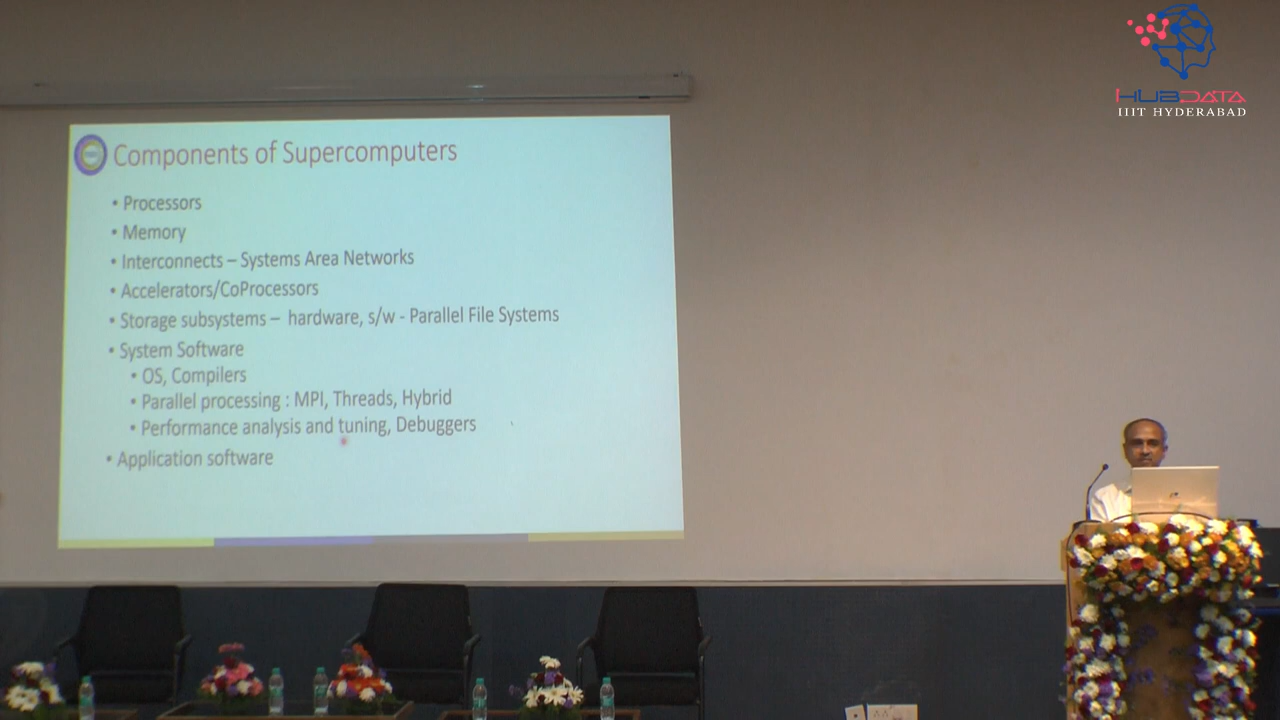 iHUBDATA
IIIT HYDERABAD
Components of Supercomputers
• Processors
• Memory
• Interconnects – Systems Area Networks
• Accelerators/CoProcessors
• Storage subsystems – hardware, s/w - Parallel File Systems
• System Software
• OS, Compilers
• Parallel processing : MPI, Threads, Hybrid
• Performance analysis and tuning, Debuggers
• Application software